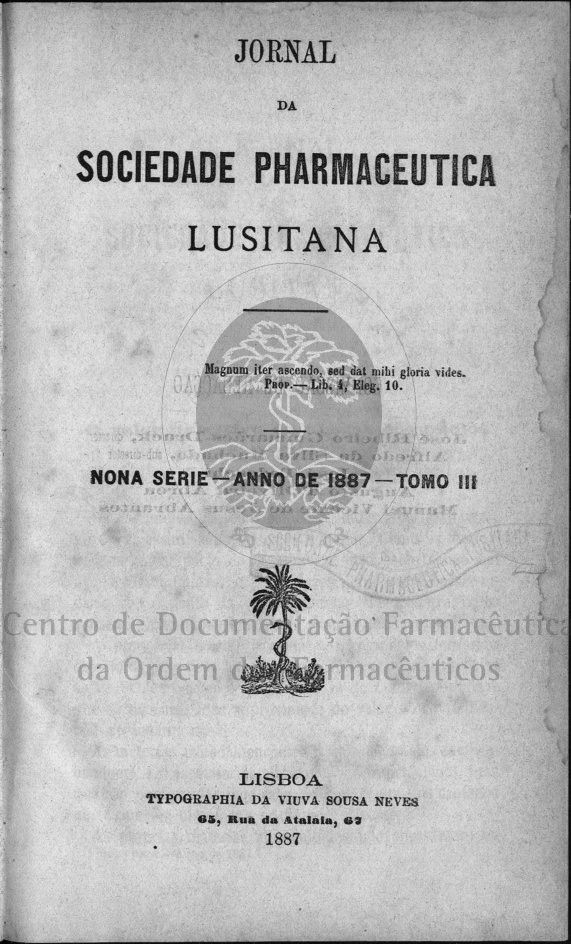 JORNAL
DA
SOCIEDADE PHARMACEUTICA
LUSITANA
Magnum iter ascendo, sed dat mihi gloria vides.
PROP.— Lib. 4, Eleg. 10.
NONA SERIE—ANNO DE 1887—TOMO III
Centro de Documentação Farmacêutica
da Ordem dos Farmacêuticos
LISBOA
TYPOGRAPHIA DA VIUVA SOUSA NEVES
65, Rua da Atalaia, 67
1887